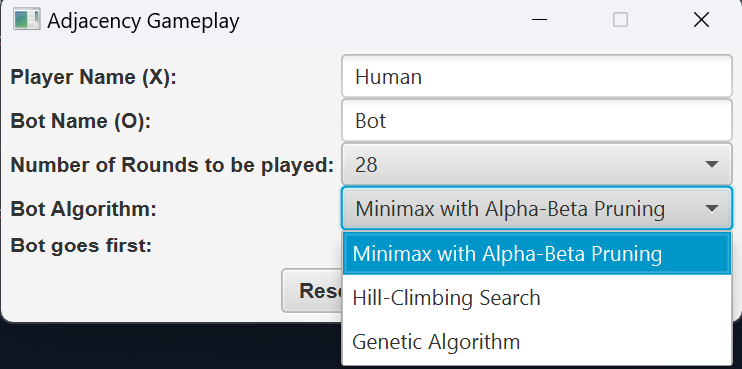 Adjacency Gameplay
Player Name (X): Human
Bot Name (O): Bot
Number of Rounds to be played: 28
Bot Algorithm: Minimax with Alpha-Beta Pruning
Bot goes first: Minimax with Alpha-Beta Pruning
Hill-Climbing Search
Rese
Genetic Algorithm